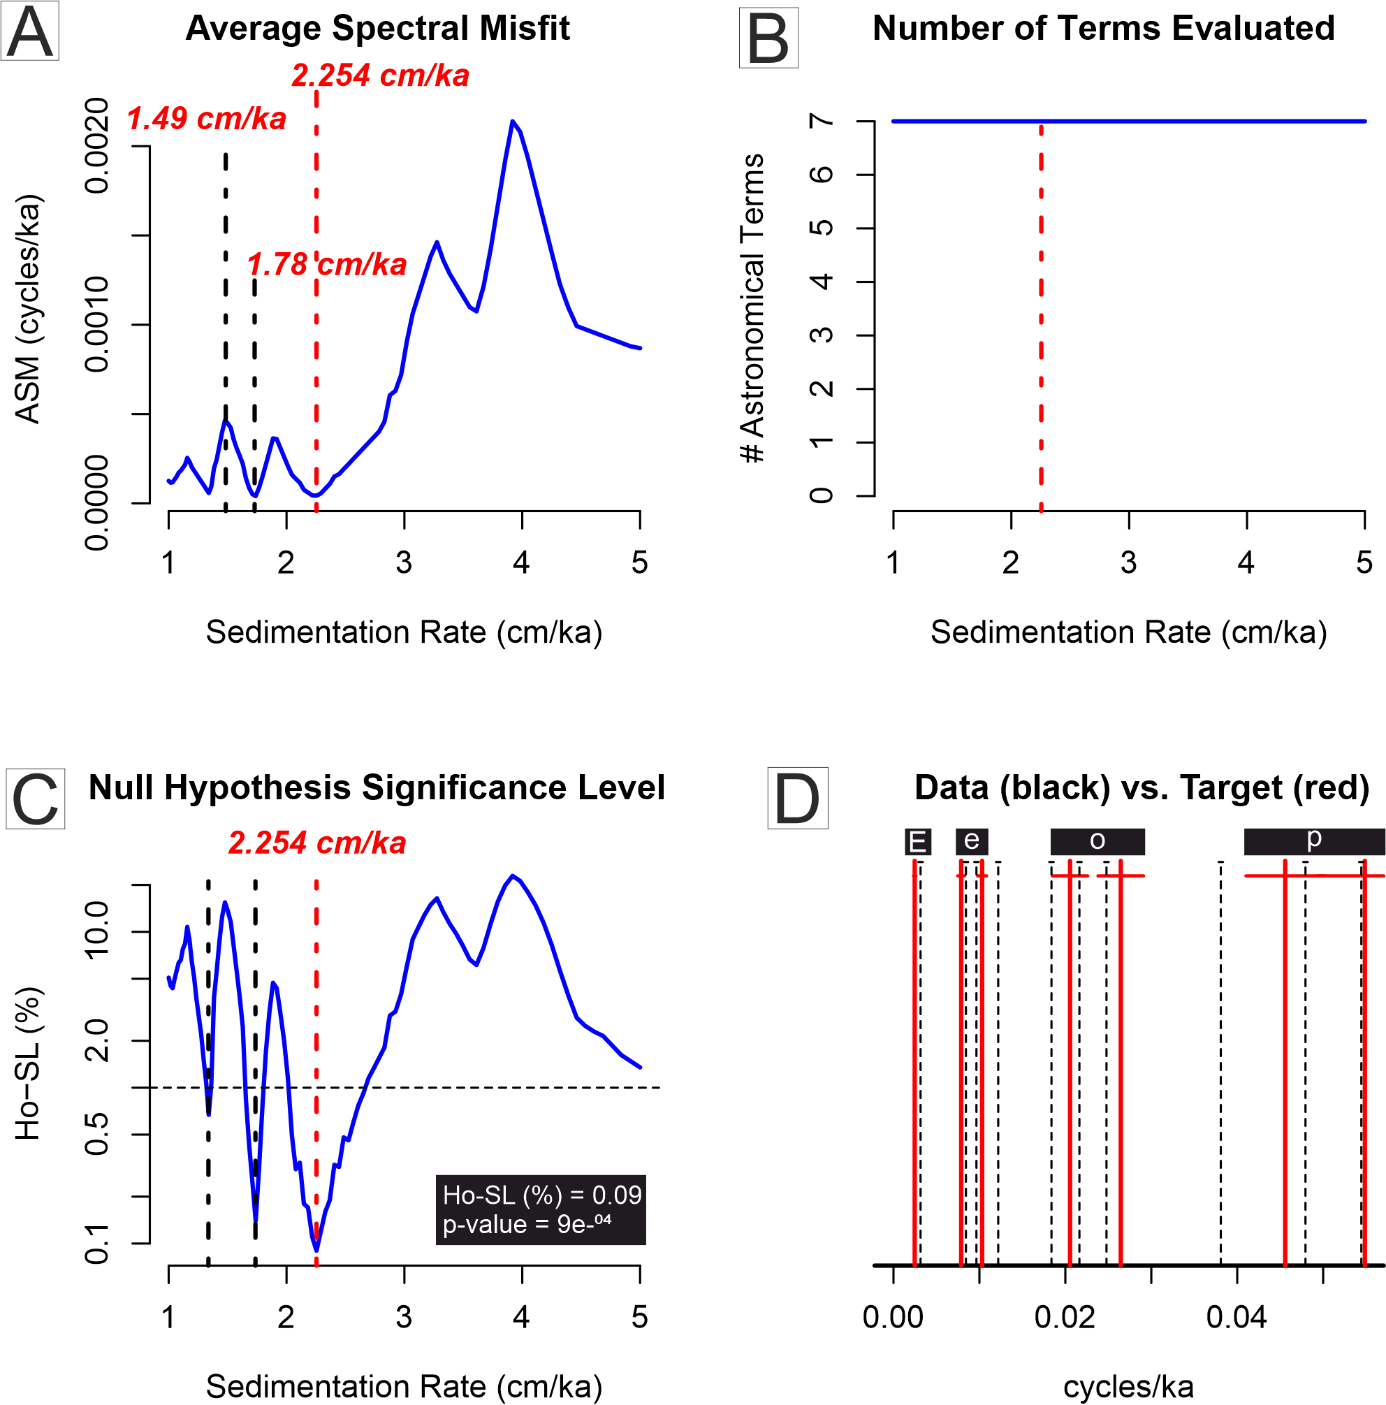 A
Average Spectral Misfit
2.254 cm/ka
1.49 cm/ka
1.78 cm/ka
ASM (cycles/ka)
0.0000
0.0010
0.0020
1 2 3 4 5
Sedimentation Rate (cm/ka)
B
Number of Terms Evaluated
# Astronomical Terms
7
6
5
4
3
2
1
0
1 2 3 4 5
Sedimentation Rate (cm/ka)
C
Null Hypothesis Significance Level
2.254 cm/ka
Ho−SL (%)
10.0
2.0
0.5
0.1
Ho-SL (%) = 0.09
p-value = 9e-⁰⁴
1 2 3 4 5
Sedimentation Rate (cm/ka)
D
Data (black) vs. Target (red)
E e o p
0.00 0.02 0.04
cycles/ka